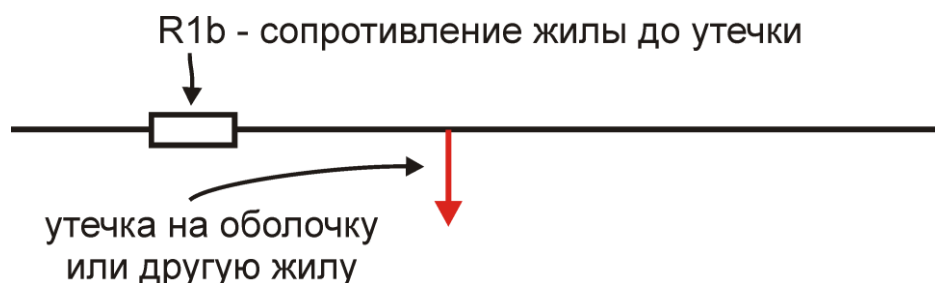 R1b - сопротивление жилы до утечки
утечка на оболочку
или другую жилу